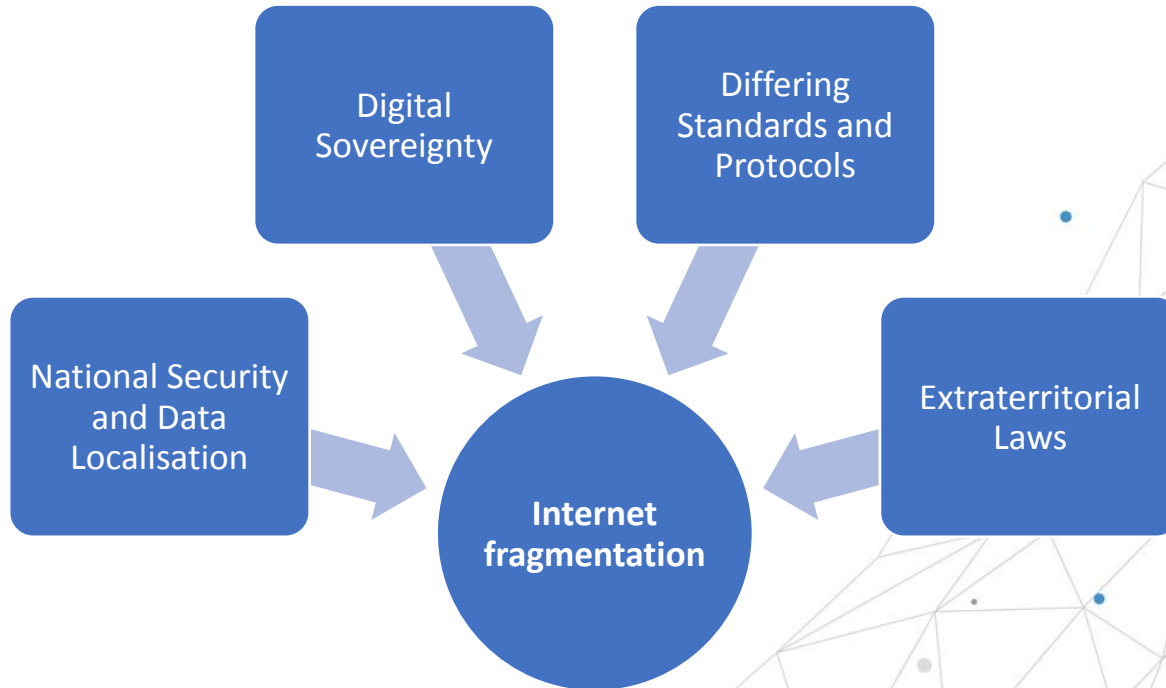 Digital
Sovereignty
Differing
Standards and
Protocols
National Security
and Data
Localisation
Extraterritorial
Laws
Internet
fragmentation